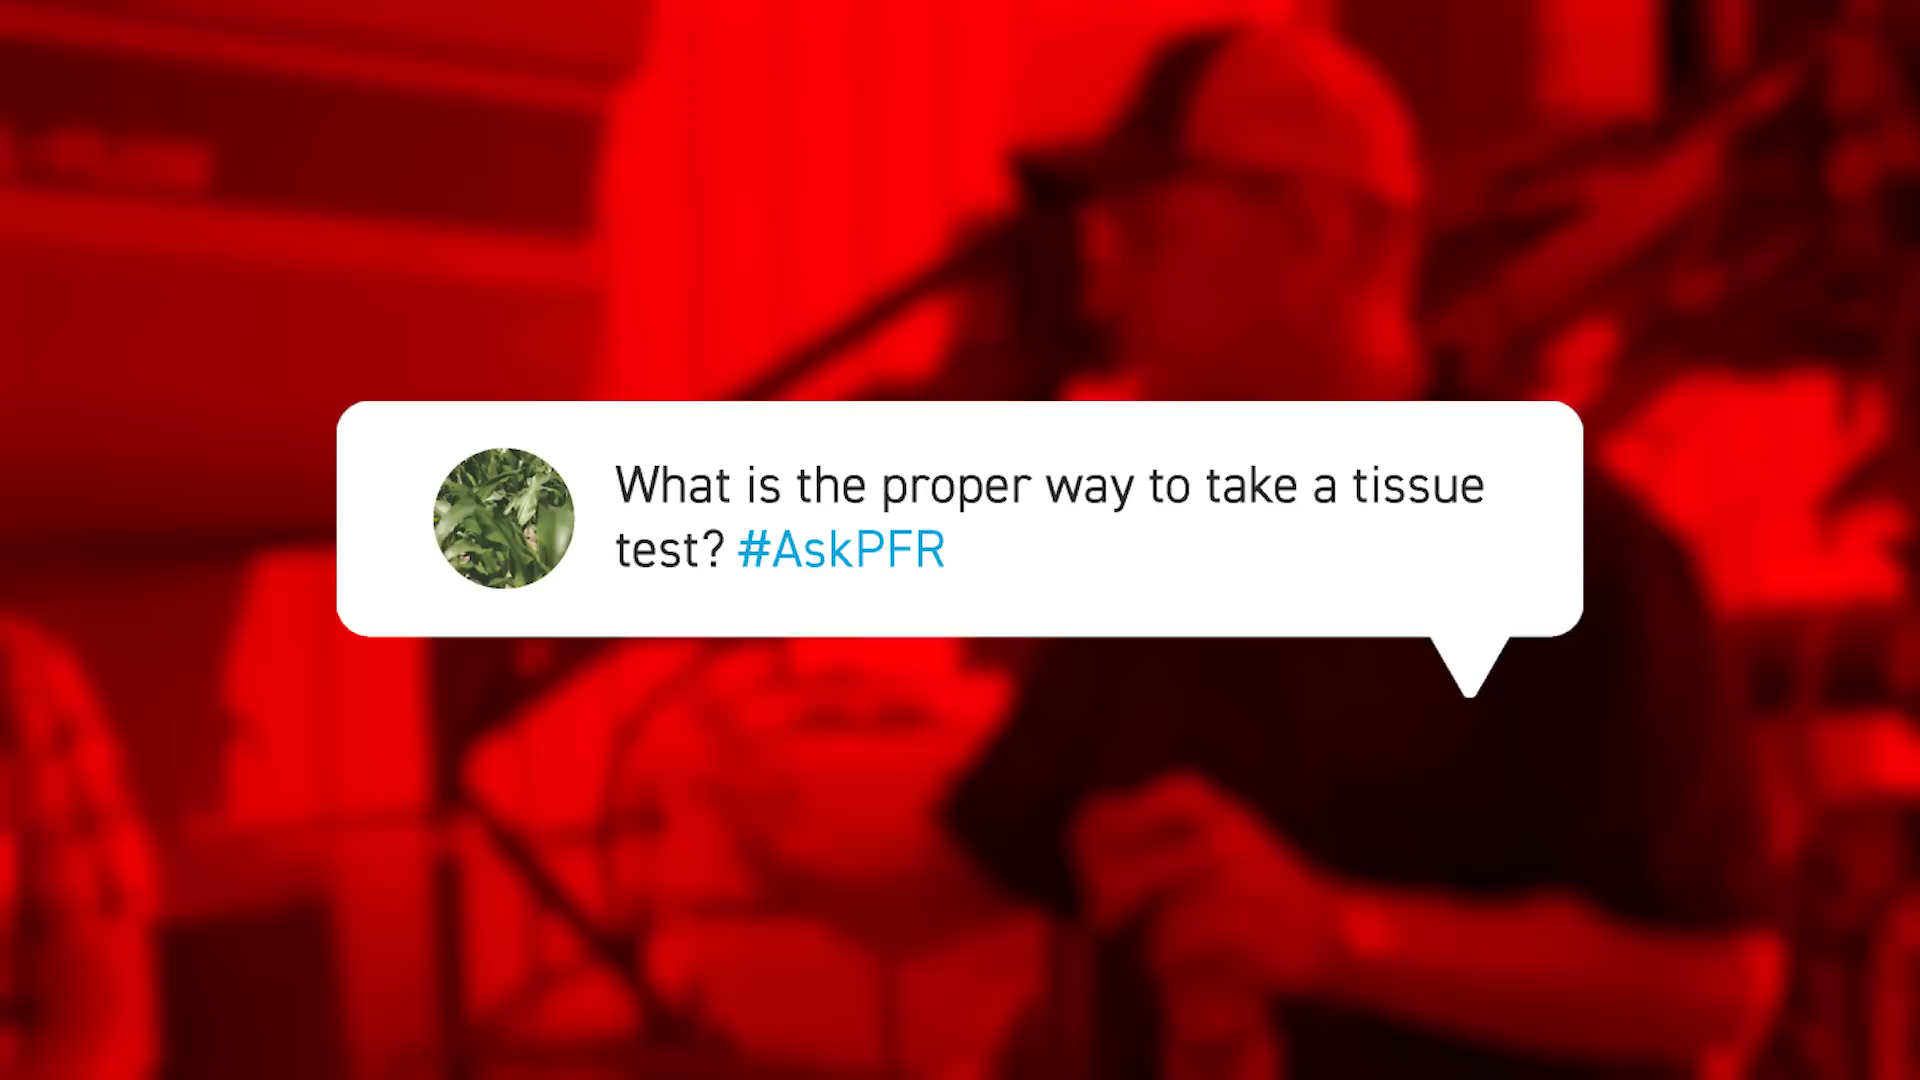 What is the proper way to take a tissue
test? #AskPFR